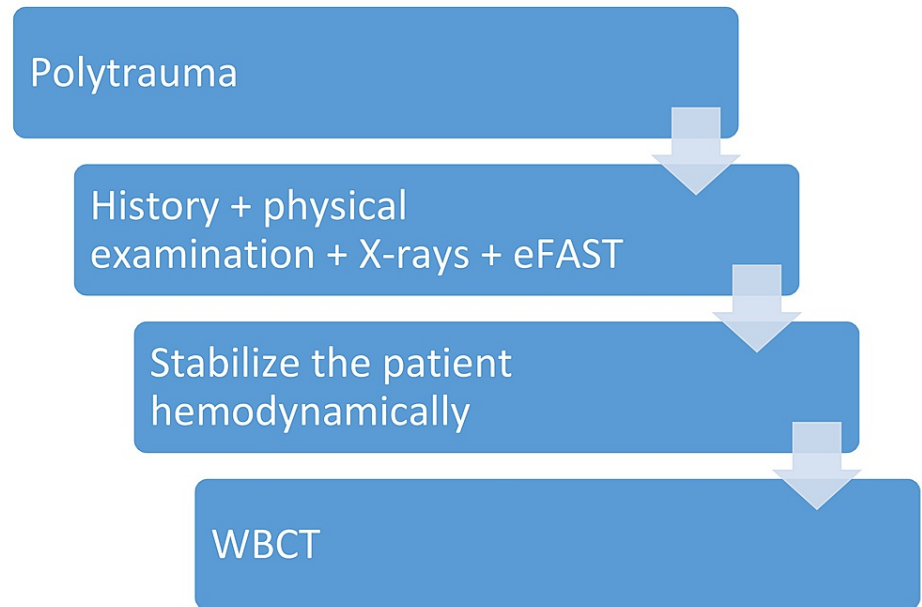 Polytrauma
History + physical
examination + X-rays + eFAST
Stabilize the patient
hemodynamically
WBCT